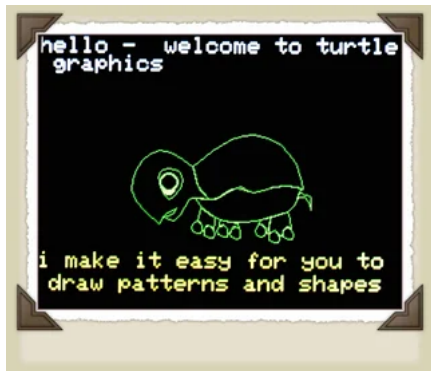 hello - welcome to turtle
graphics
i make it easy for you to
draw patterns and shapes